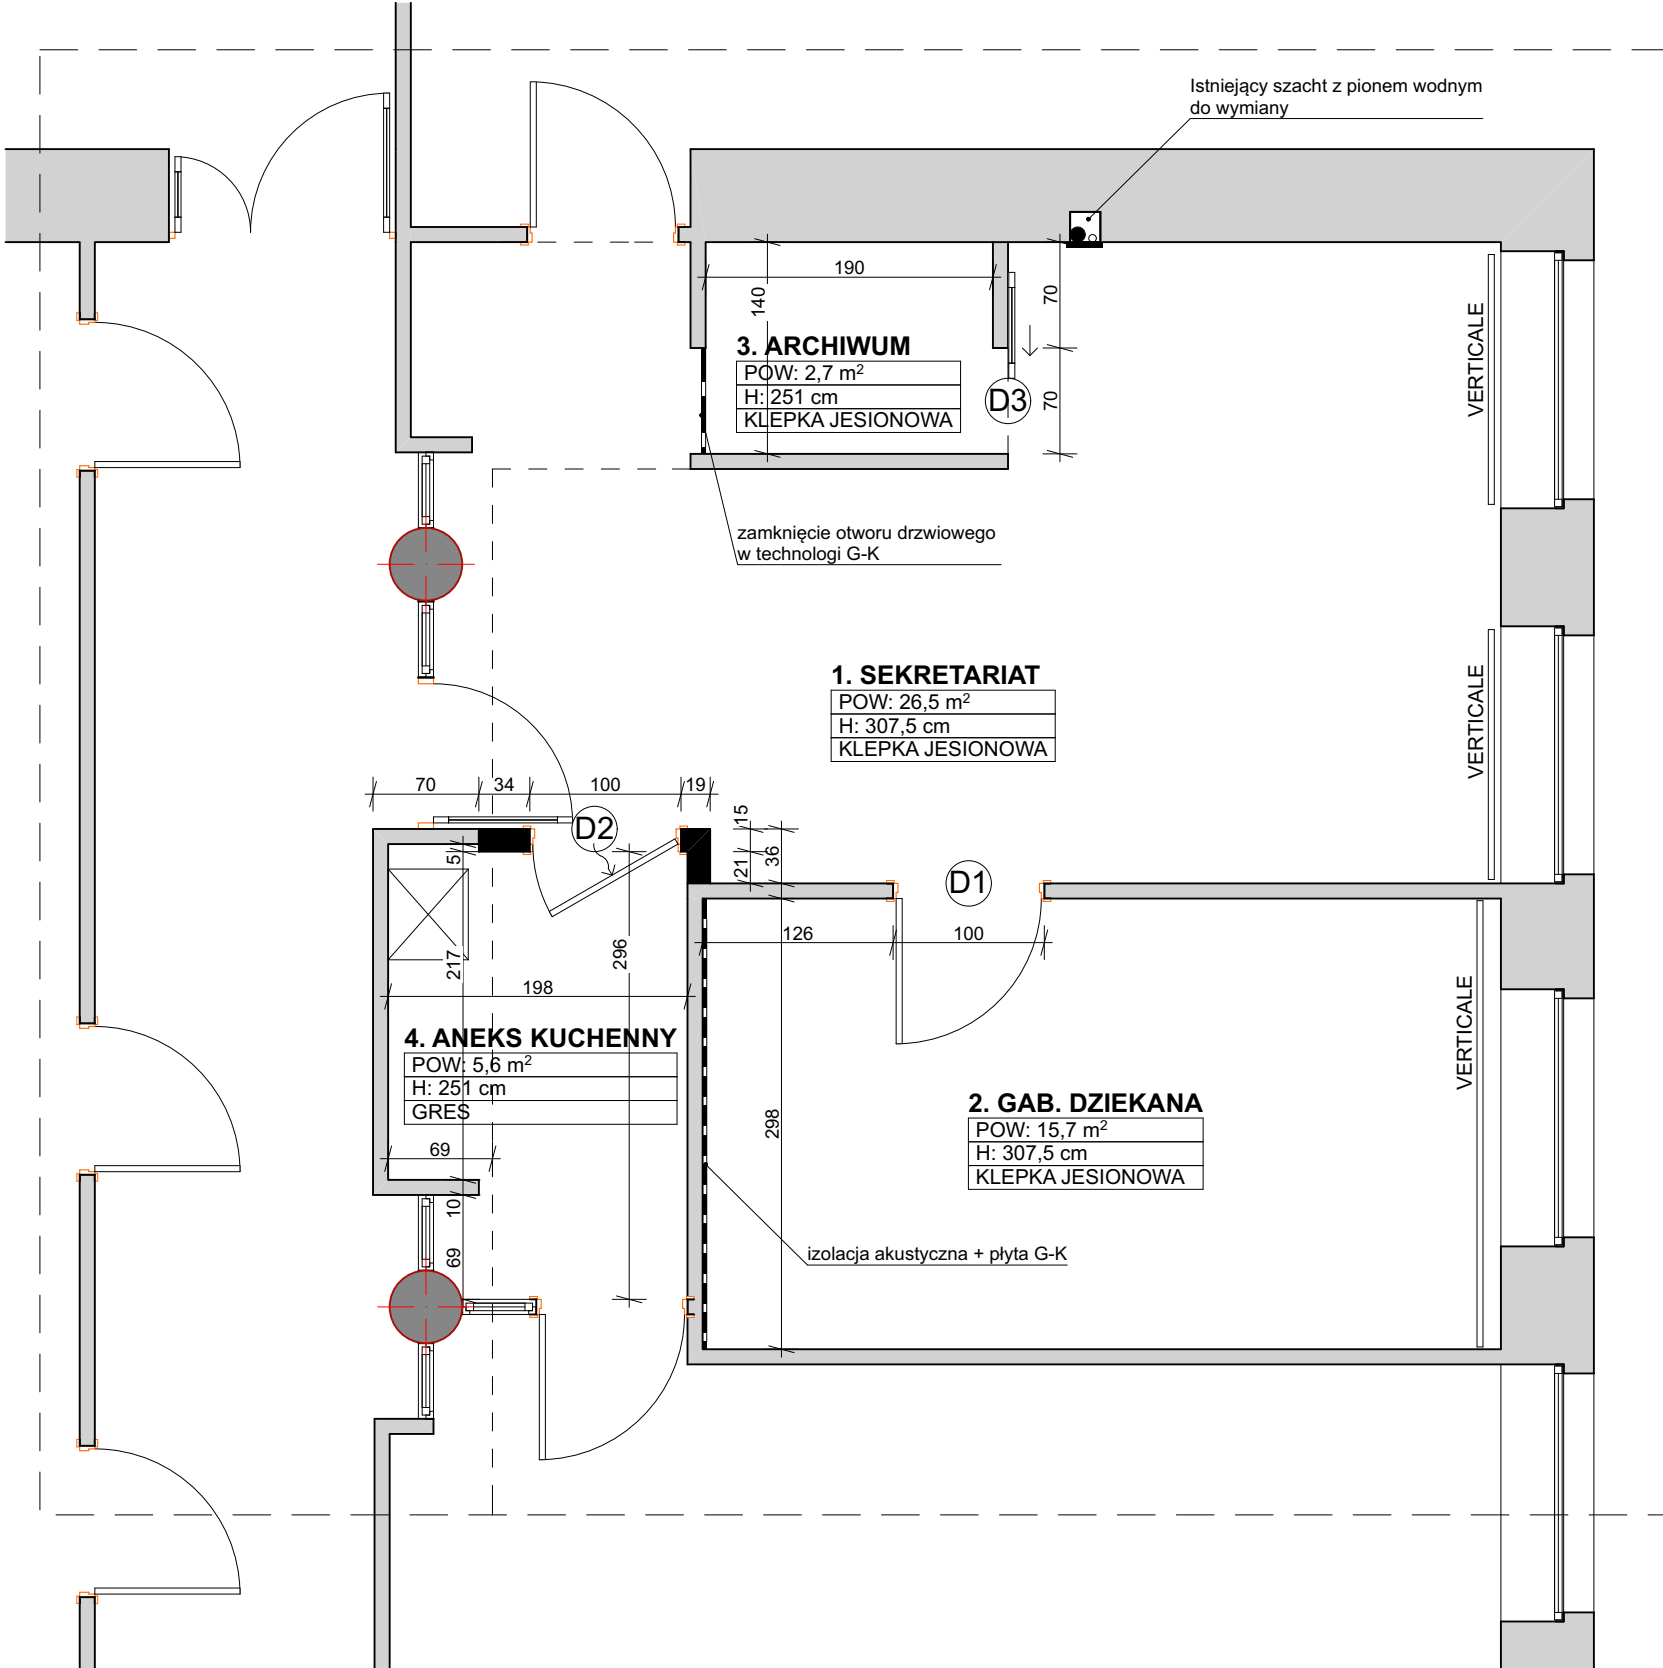 Istniejący szacht z pionem wodnym
do wymiany
190
140
70
70
3. ARCHIWUM
POW: 2,7 m²
H: 251 cm
KLEPKA JESIONOWA
D3
VERTICALE
zamknięcie otworu drzwiowego
w technologi G-K
1. SEKRETARIAT
POW: 26,5 m²
H: 307,5 cm
KLEPKA JESIONOWA
VERTICALE
70
34
100
19
D2
15
21
36
5
D1
126
100
217
296
198
4. ANEKS KUCHENNY
POW: 5,6 m²
H: 251 cm
GRES
69
10
69
298
2. GAB. DZIEKANA
POW: 15,7 m²
H: 307,5 cm
KLEPKA JESIONOWA
VERTICALE
izolacja akustyczna + płyta G-K